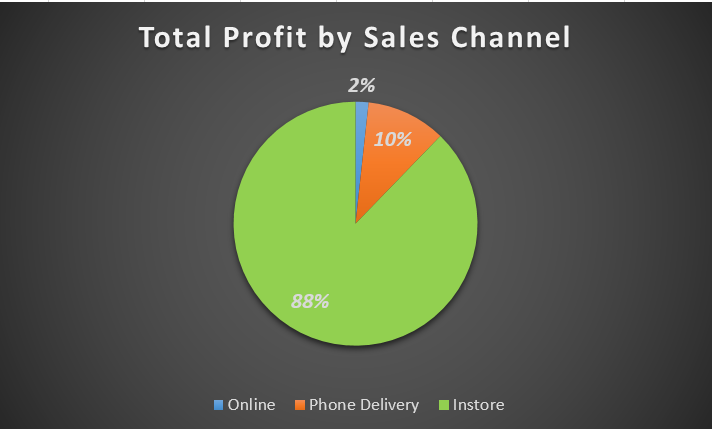 Total Profit by Sales Channel
2%
10%
88%
Online Phone Delivery Instore